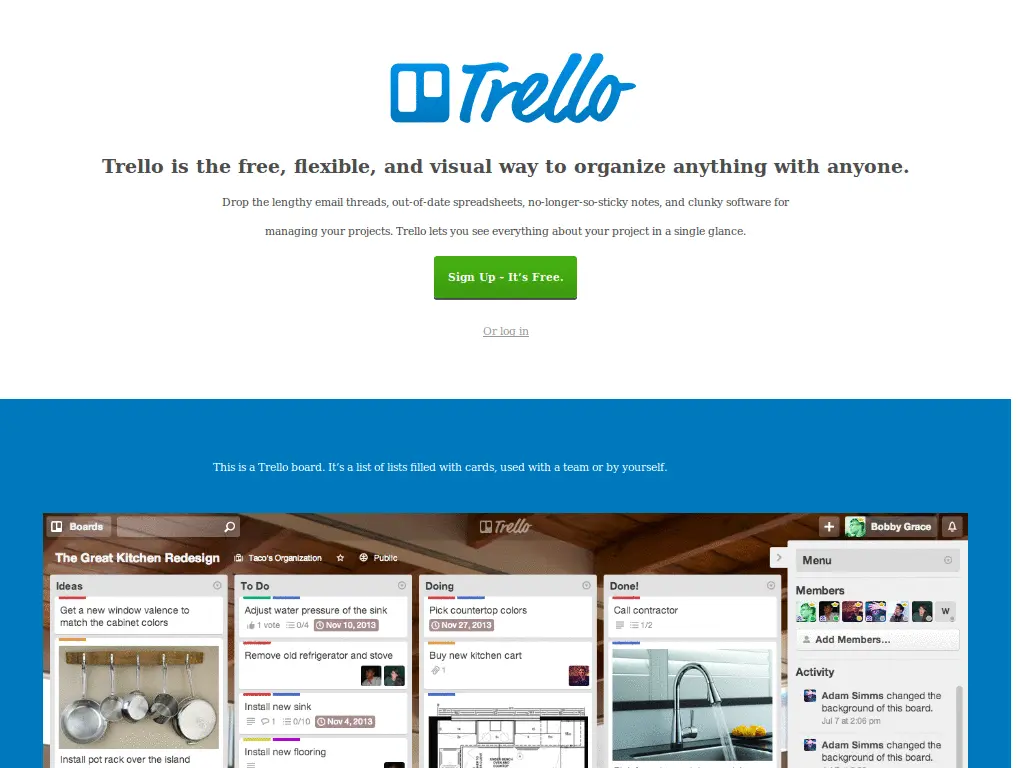 Trello
Trello is the free, flexible, and visual way to organize anything with anyone.
Drop the lengthy email threads, out-of-date spreadsheets, no-longer-so-sticky notes, and clunky software for
managing your projects. Trello lets you see everything about your project in a single glance.
Sign Up - It’s Free.
Or log in
This is a Trello board. It’s a list of lists filled with cards, used with a team or by yourself.
Boards
Trello
Bobby Grace
The Great Kitchen Redesign
Taco's Organization
Public
Ideas
Get a new window valence to
match the cabinet colors
Install pot rack over the island
To Do
Adjust water pressure of the sink
1 vote 0/4 Nov 10, 2013
Remove old refrigerator and stove
Install new sink
1 0/10 Nov 4, 2013
Install new flooring
Doing
Pick countertop colors
Nov 27, 2013
Buy new kitchen cart
1
Done!
Call contractor
1/2
Menu
Members
W
Add Members...
Activity
Adam Simms changed the
background of this board.
Jul 7 at 2:06 pm
Adam Simms changed the
background of this board.